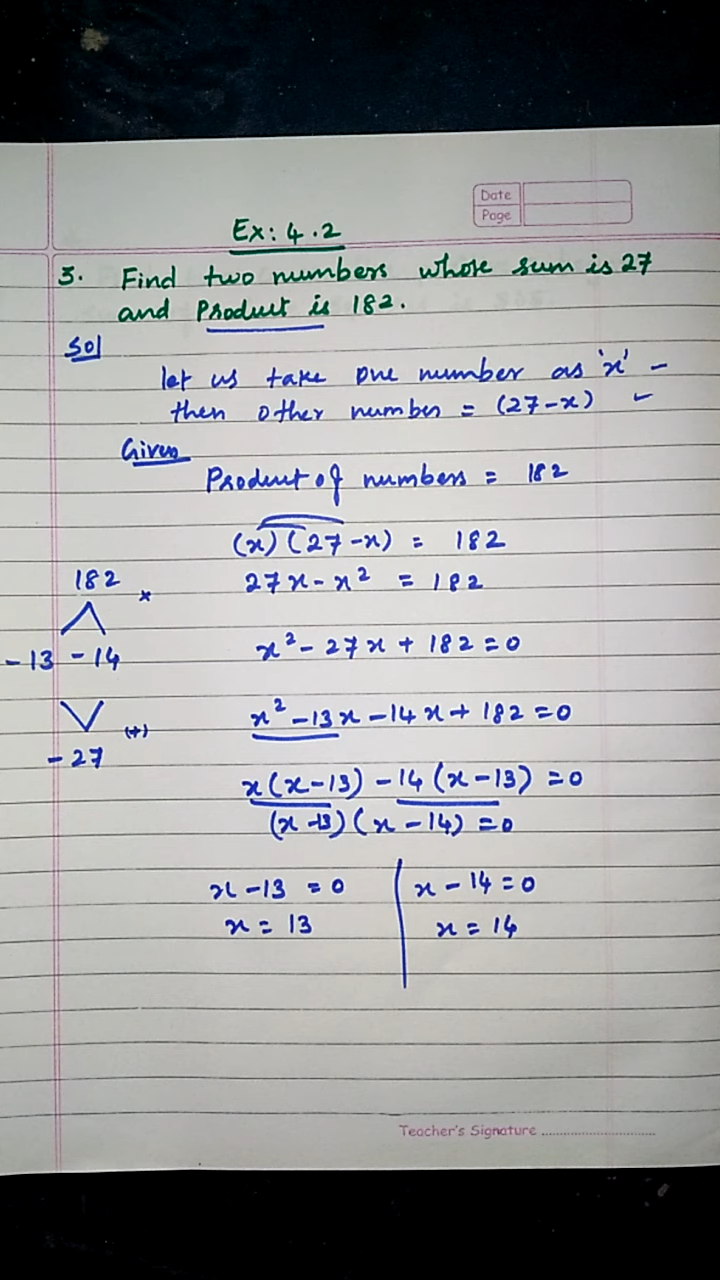 Date
Page
Ex: 4.2
3. Find two numbers whose sum is 27
and Product is 182.
Sol
let us take one number as 'x' -
then other number = (27-x)
Given
Product of numbers = 182
(x) (27-x) = 182
27x - x² = 182
182 x
-13 -14
x² - 27x + 182 = 0
x² - 13x - 14x + 182 = 0
(+)
-27
x(x-13) - 14(x-13) = 0
(x-13)(x-14) = 0
x-13 = 0 x-14 = 0
x = 13 x = 14
Teacher's Signature